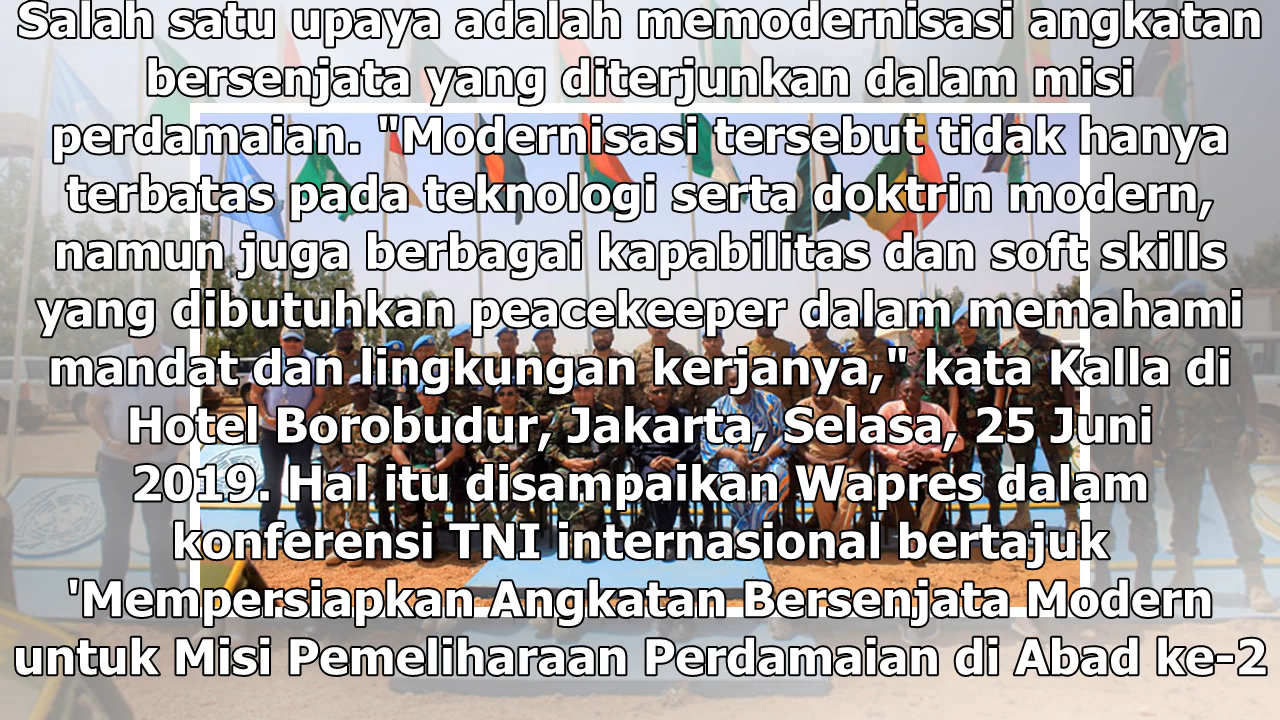 Salah satu upaya adalah memodernisasi angkatan
bersenjata yang diterjunkan dalam misi
perdamaian. "Modernisasi tersebut tidak hanya
terbatas pada teknologi serta doktrin modern,
namun juga berbagai kapabilitas dan soft skills
yang dibutuhkan peacekeeper dalam memahami
mandat dan lingkungan kerjanya," kata Kalla di
Hotel Borobudur, Jakarta, Selasa, 25 Juni
2019. Hal itu disampaikan Wapres dalam
konferensi TNI internasional bertajuk
'Mempersiapkan Angkatan Bersenjata Modern
untuk Misi Pemeliharaan Perdamaian di Abad ke-2